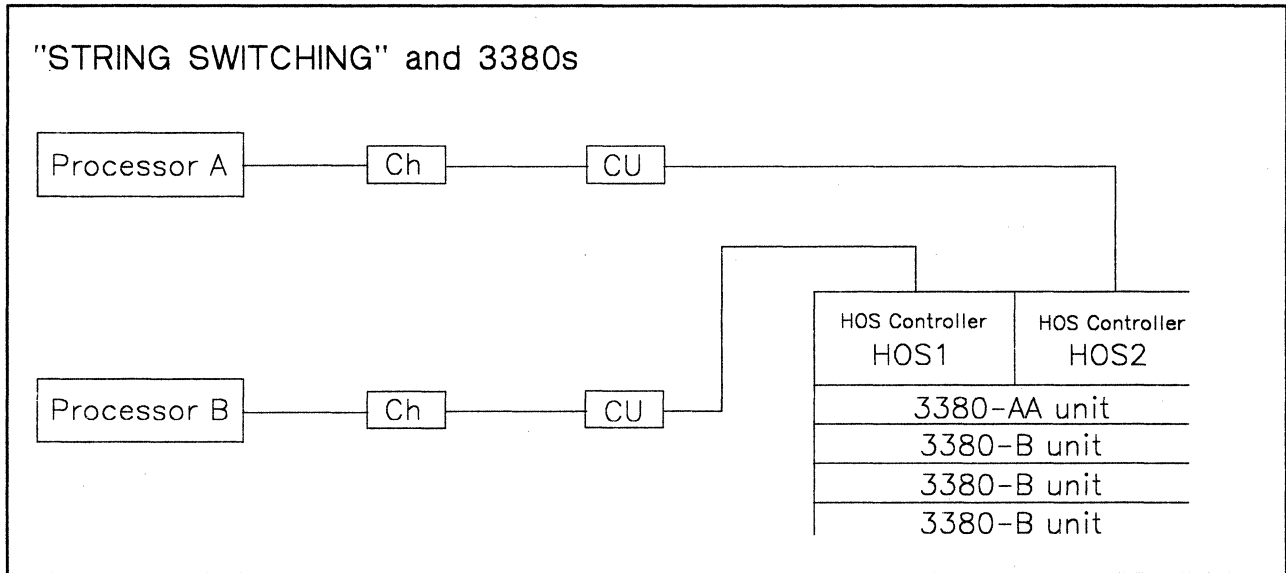 "STRING SWITCHING" and 3380s
Processor A
Ch
CU
HOS Controller
HOS1
HOS Controller
HOS2
Processor B
Ch
CU
3380-AA unit
3380-B unit
3380-B unit
3380-B unit